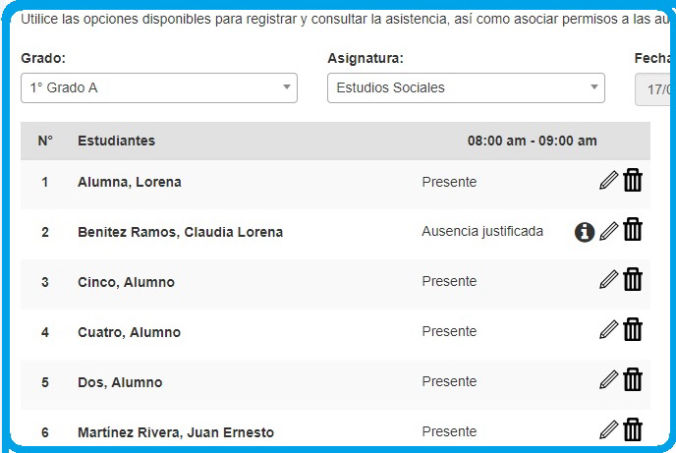 Utilice las opciones disponibles para registrar y consultar la asistencia, así como asociar permisos a las au
Grado: Asignatura: Fecha
1° Grado A Estudios Sociales 17/0
N° Estudiantes 08:00 am - 09:00 am
1 Alumna, Lorena Presente
2 Benitez Ramos, Claudia Lorena Ausencia justificada
3 Cinco, Alumno Presente
4 Cuatro, Alumno Presente
5 Dos, Alumno Presente
6 Martínez Rivera, Juan Ernesto Presente